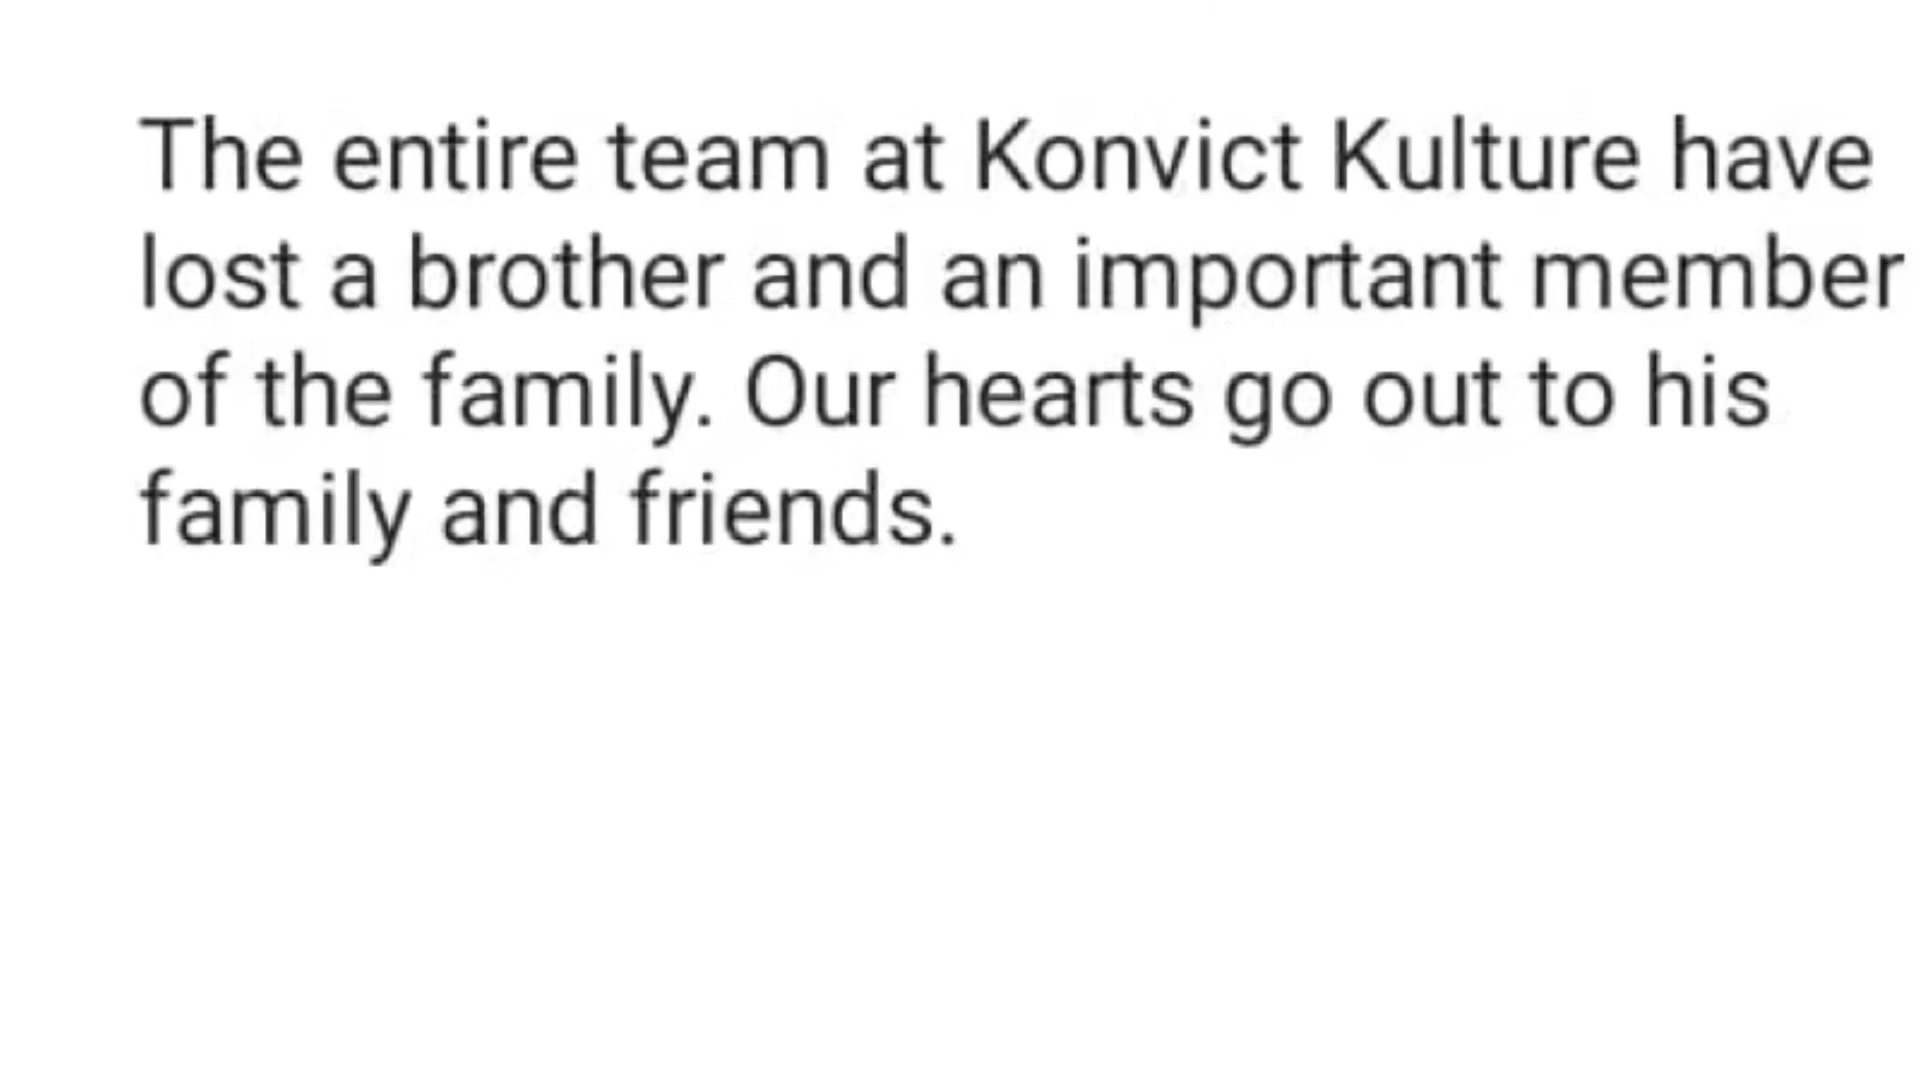 The entire team at Konvict Kulture have
lost a brother and an important member
of the family. Our hearts go out to his
family and friends.